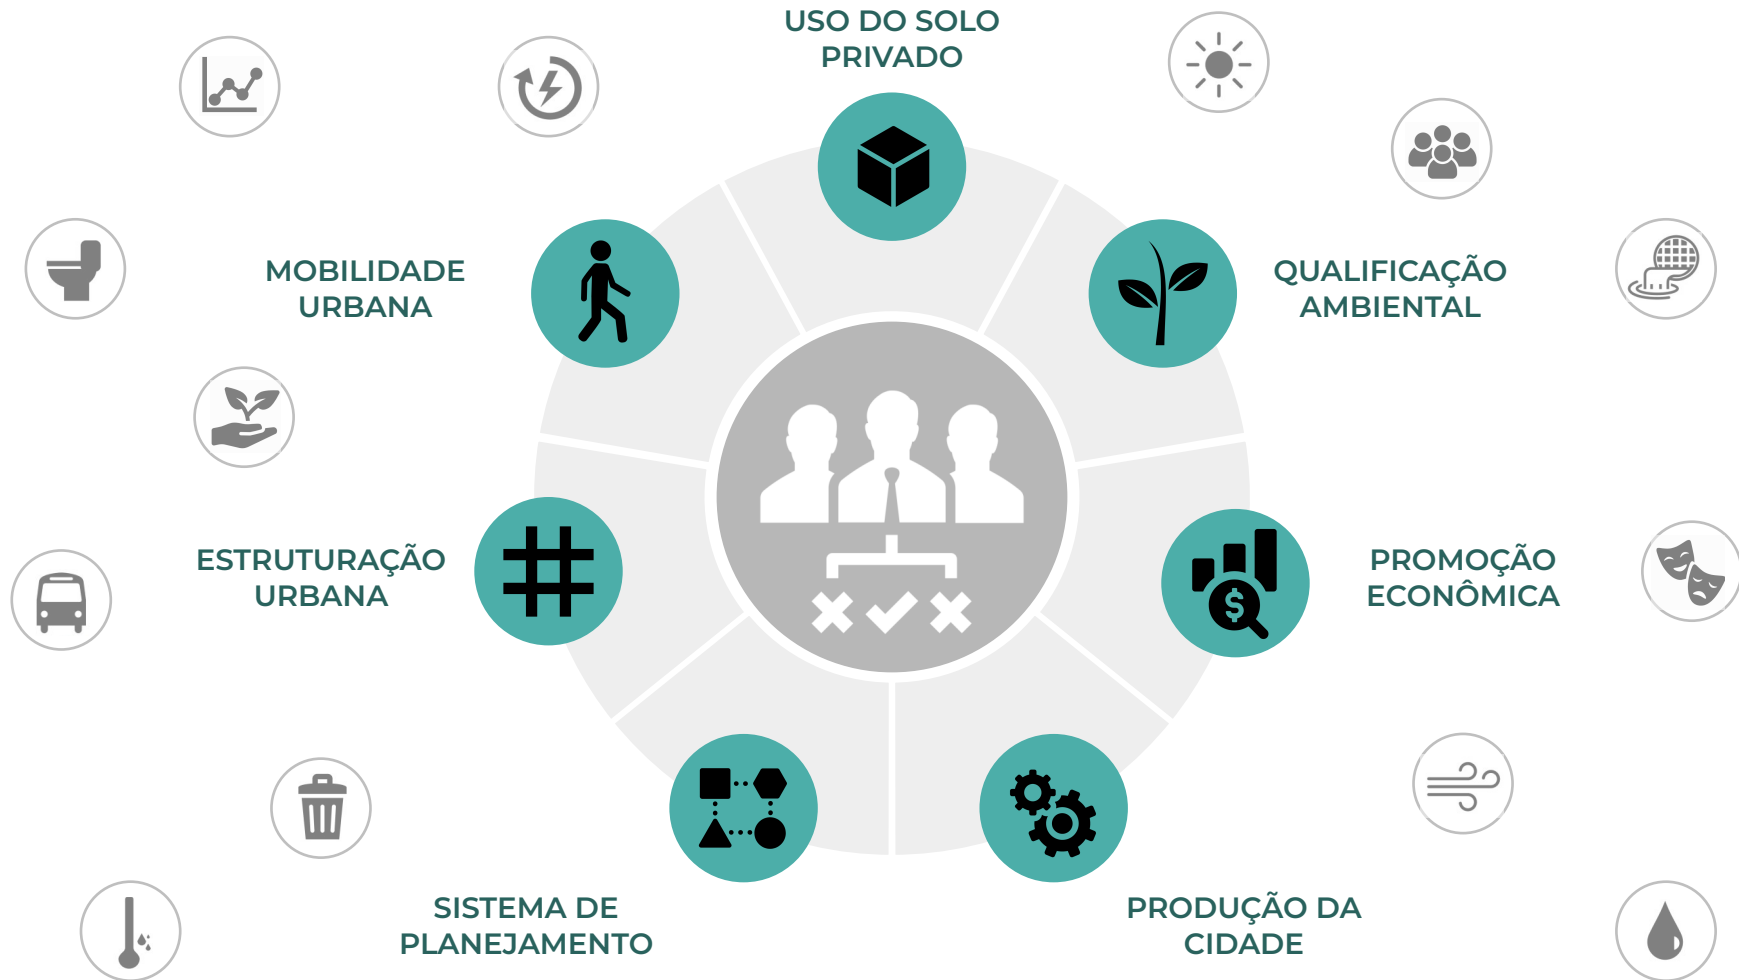 USO DO SOLO
PRIVADO
MOBILIDADE
URBANA
QUALIFICAÇÃO
AMBIENTAL
ESTRUTURAÇÃO
URBANA
PROMOÇÃO
ECONÔMICA
$
SISTEMA DE
PLANEJAMENTO
PRODUÇÃO DA
CIDADE